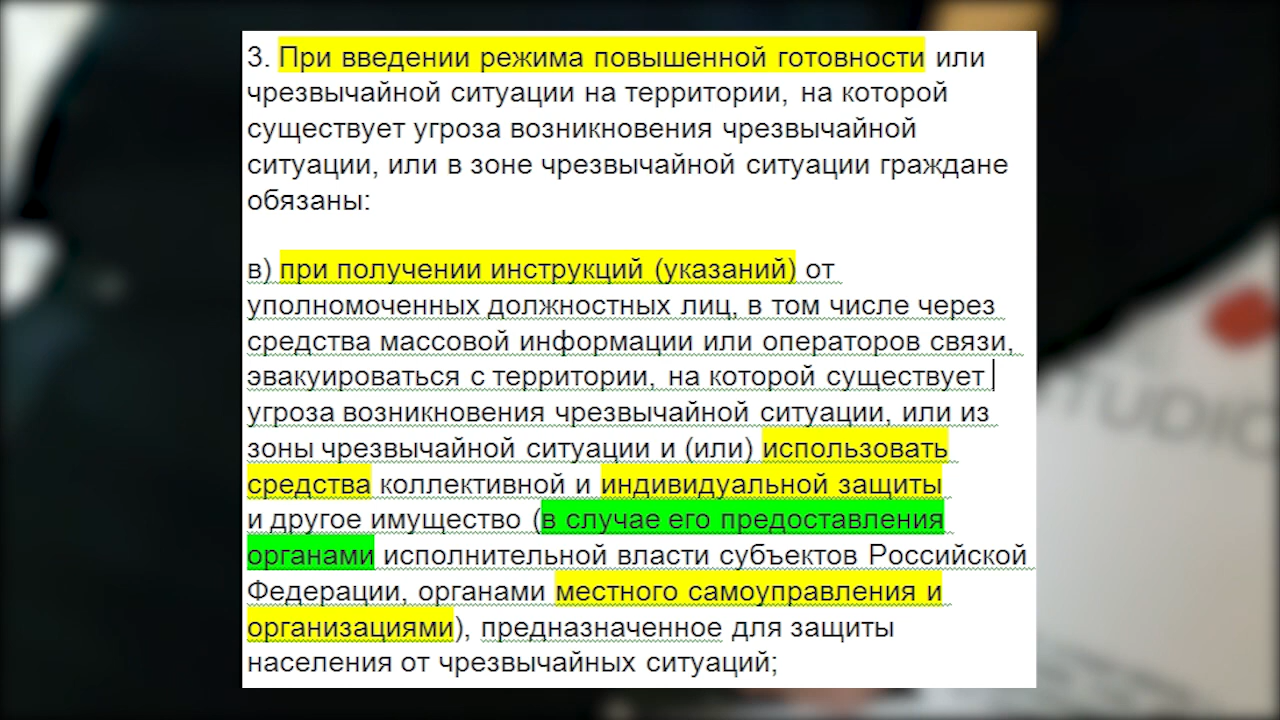 3. При введении режима повышенной готовности или
чрезвычайной ситуации на территории, на которой
существует угроза возникновения чрезвычайной
ситуации, или в зоне чрезвычайной ситуации граждане
обязаны:
в) при получении инструкций (указаний) от
уполномоченных должностных лиц, в том числе через
средства массовой информации или операторов связи,
эвакуироваться с территории, на которой существует
угроза возникновения чрезвычайной ситуации, или из
зоны чрезвычайной ситуации и (или) использовать
средства коллективной и индивидуальной защиты
и другое имущество (в случае его предоставления
органами исполнительной власти субъектов Российской
Федерации, органами местного самоуправления и
организациями), предназначенное для защиты
населения от чрезвычайных ситуаций;